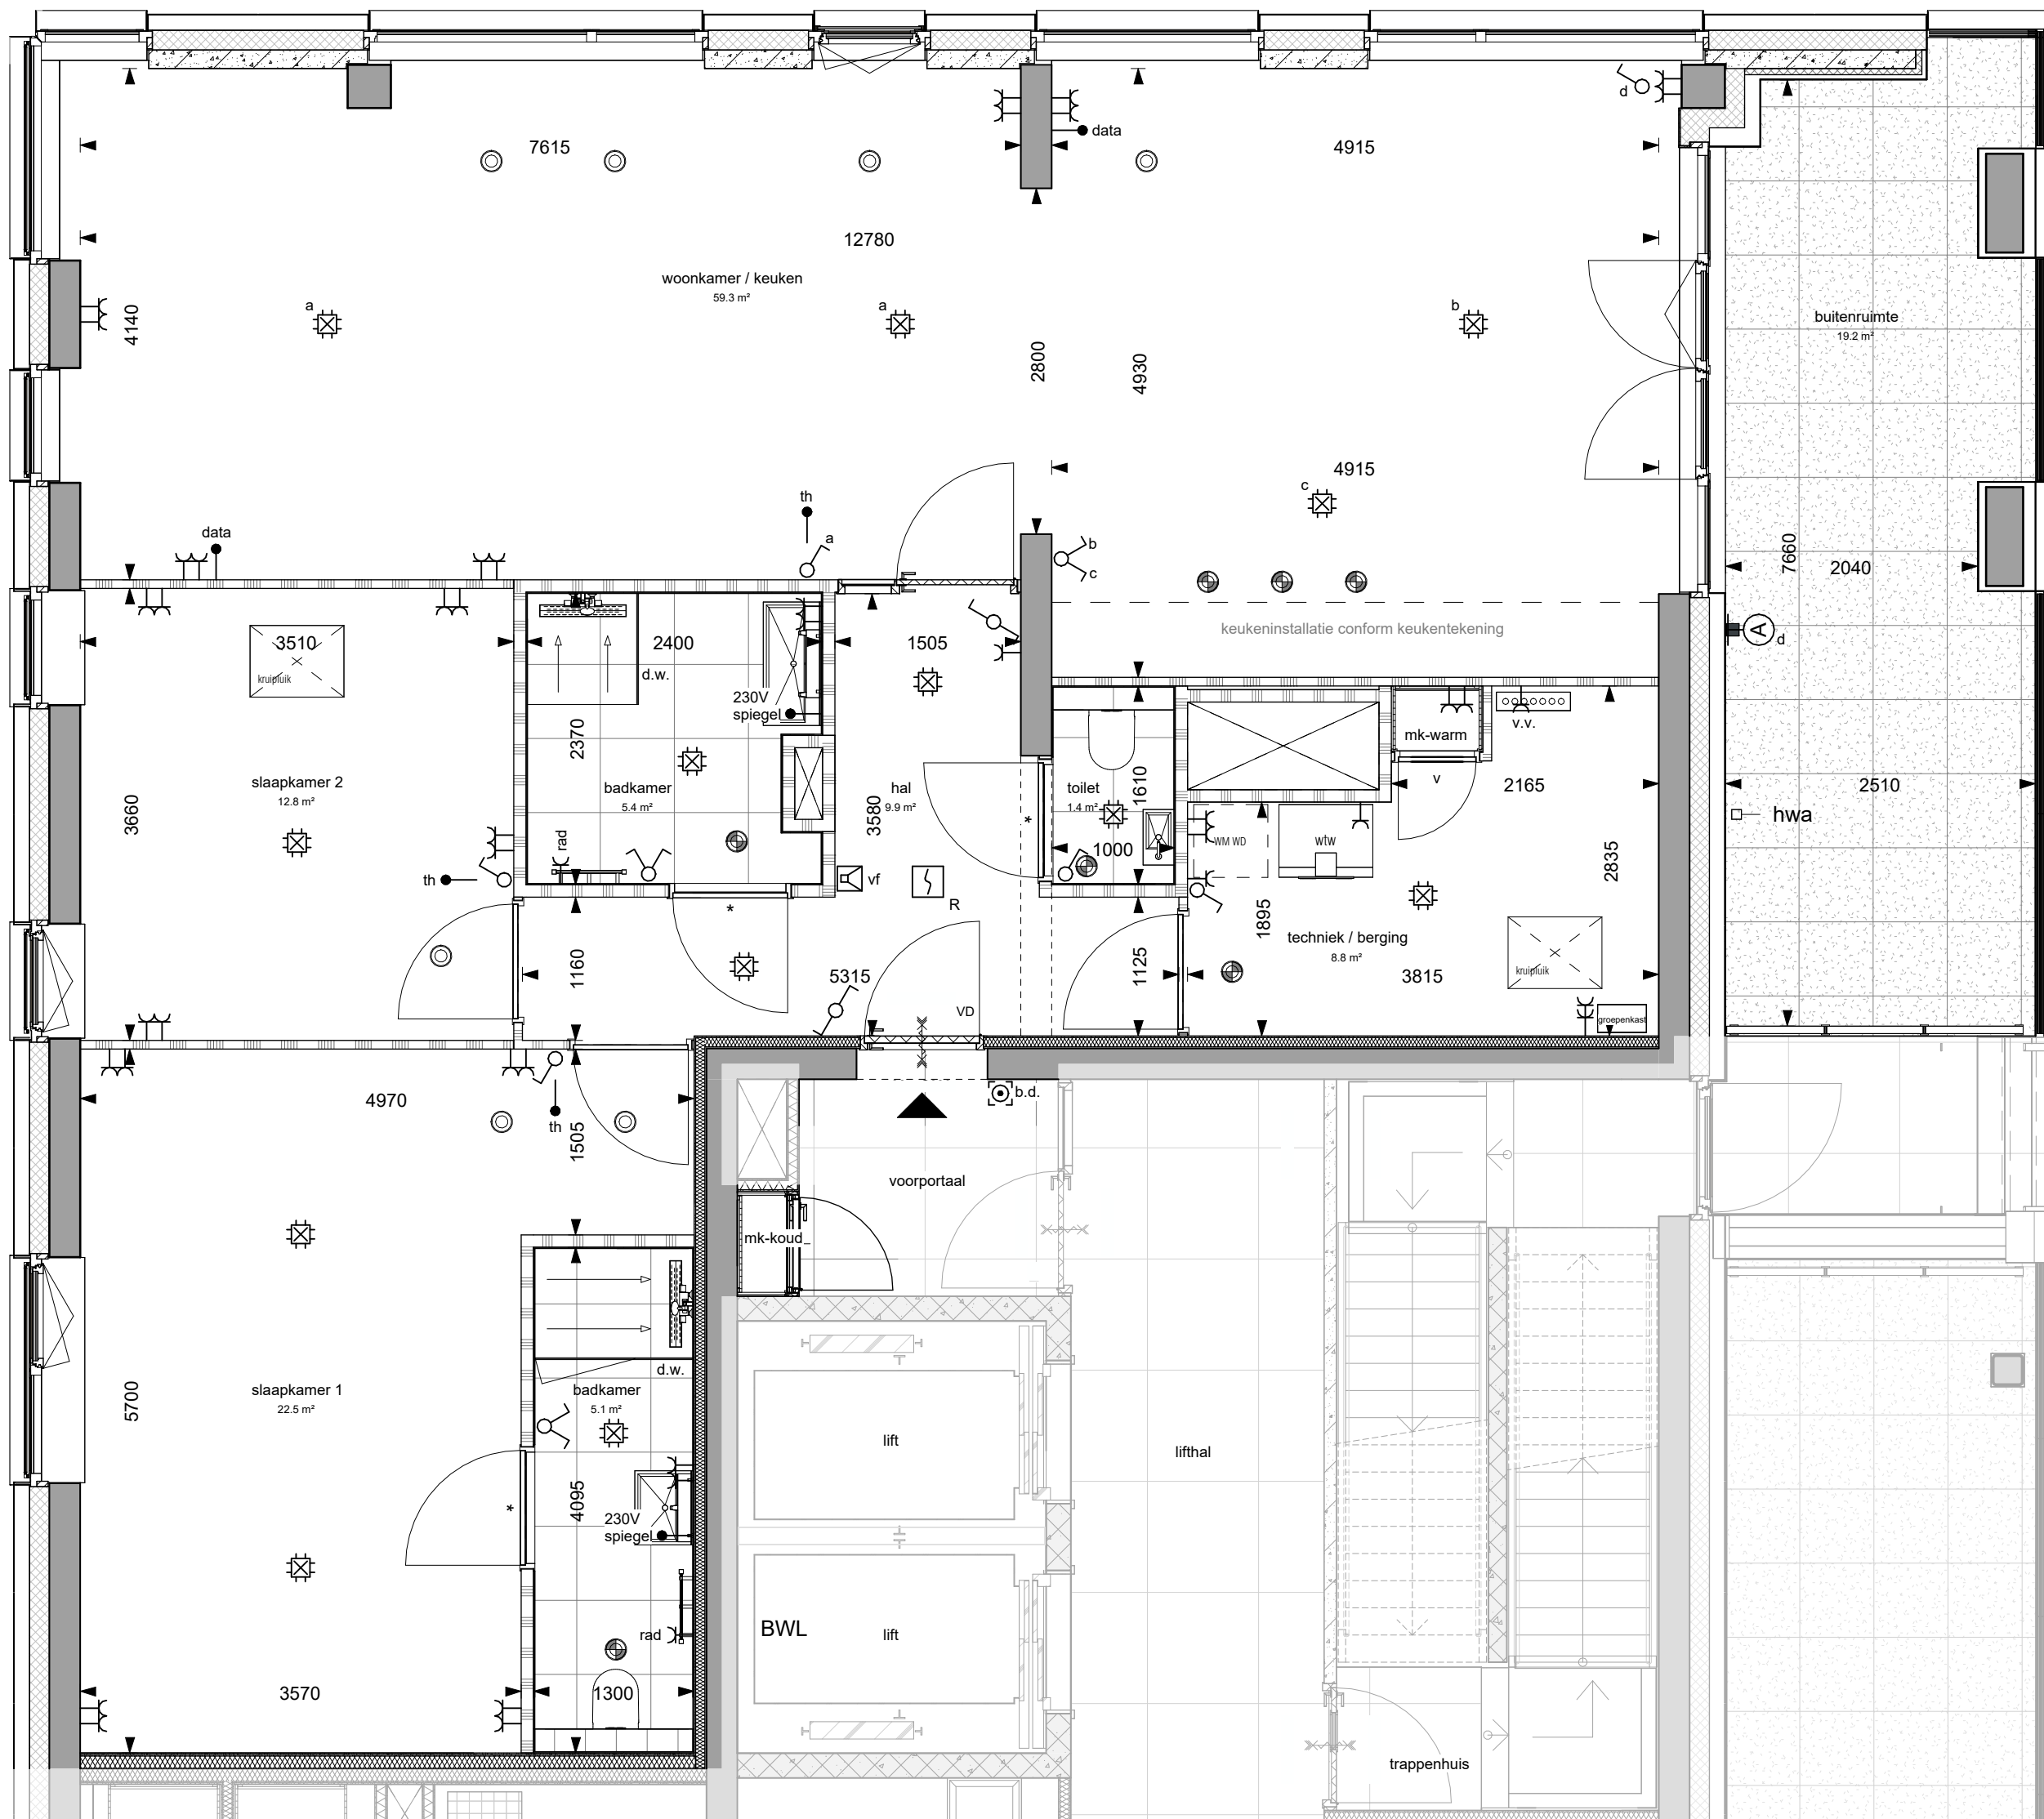 d
data
7615
4915
12780
woonkamer / keuken
59.3 m²
a
a
b
4140
2800
4930
buitenruimte
19.2 m²
4915
c
th
a
data
b
c
7660
2040
keukeninstallatie conform keukentekening
A
d
3510
kruipluik
2400
d.w.
1505
230V
spiegel
2370
v.v.
mk-warm
v
slaapkamer 2
12.8 m²
3660
badkamer
5.4 m²
hal
9.9 m²
3580
toilet
1.4 m²
1610
2165
2510
hwa
*
rad
1000
WM WD
wtw
2835
th
vf
R
*
1895
techniek / berging
8.8 m²
kruipluik
1160
5315
1125
3815
VD
groepenkast
4970
th
1505
b.d.
voorportaal
mk-koud
d.w.
slaapkamer 1
22.5 m²
5700
badkamer
5.1 m²
lift
lifthal
*
4095
230V
spiegel
rad
BWL
lift
3570
1300
trappenhuis